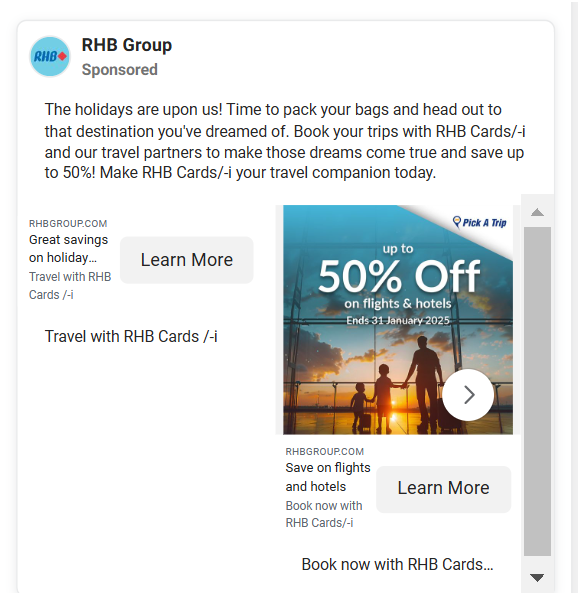 RHB
RHB Group
Sponsored
The holidays are upon us! Time to pack your bags and head out to
that destination you've dreamed of. Book your trips with RHB Cards/-i
and our travel partners to make those dreams come true and save up
to 50%! Make RHB Cards/-i your travel companion today.
RHBGROUP.COM
Great savings
on holiday…
Travel with RHB
Cards /-i
Learn More
Travel with RHB Cards /-i
Pick A Trip
up to
50% Off
on flights & hotels
Ends 31 January 2025
RHBGROUP.COM
Save on flights
and hotels
Book now with
RHB Cards/-i
Learn More
Book now with RHB Cards…